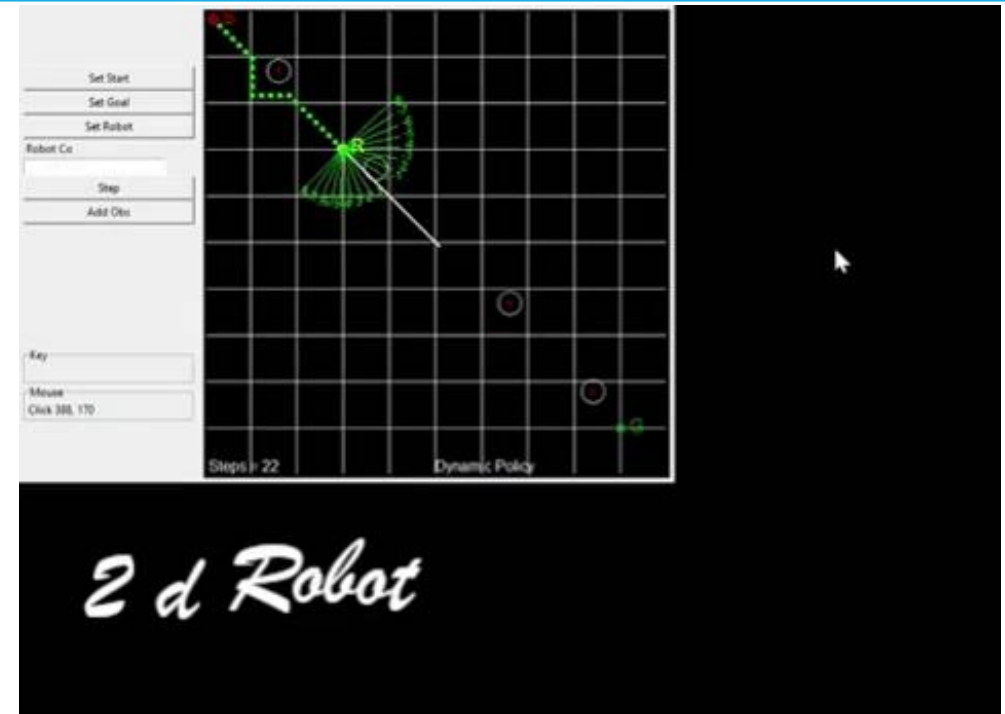 Set Start
Set Goal
Set Robot
Robot Co
Step
Add Obs
Key
Mouse
Click 388, 170
R
G
Steps = 22
Dynamic Policy
2 d Robot